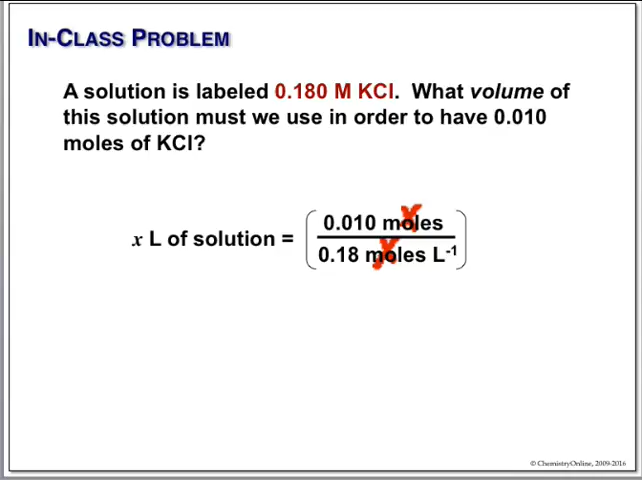 IN-CLASS PROBLEM
A solution is labeled 0.180 M KCl.  What volume of
this solution must we use in order to have 0.010
moles of KCl?
x L of solution = (0.010 moles
0.18 moles L⁻¹)
© ChemistryOnline, 2009-2016